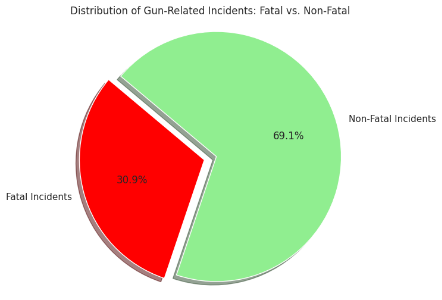 Distribution of Gun-Related Incidents: Fatal vs. Non-Fatal
Non-Fatal Incidents
69.1%
30.9%
Fatal Incidents